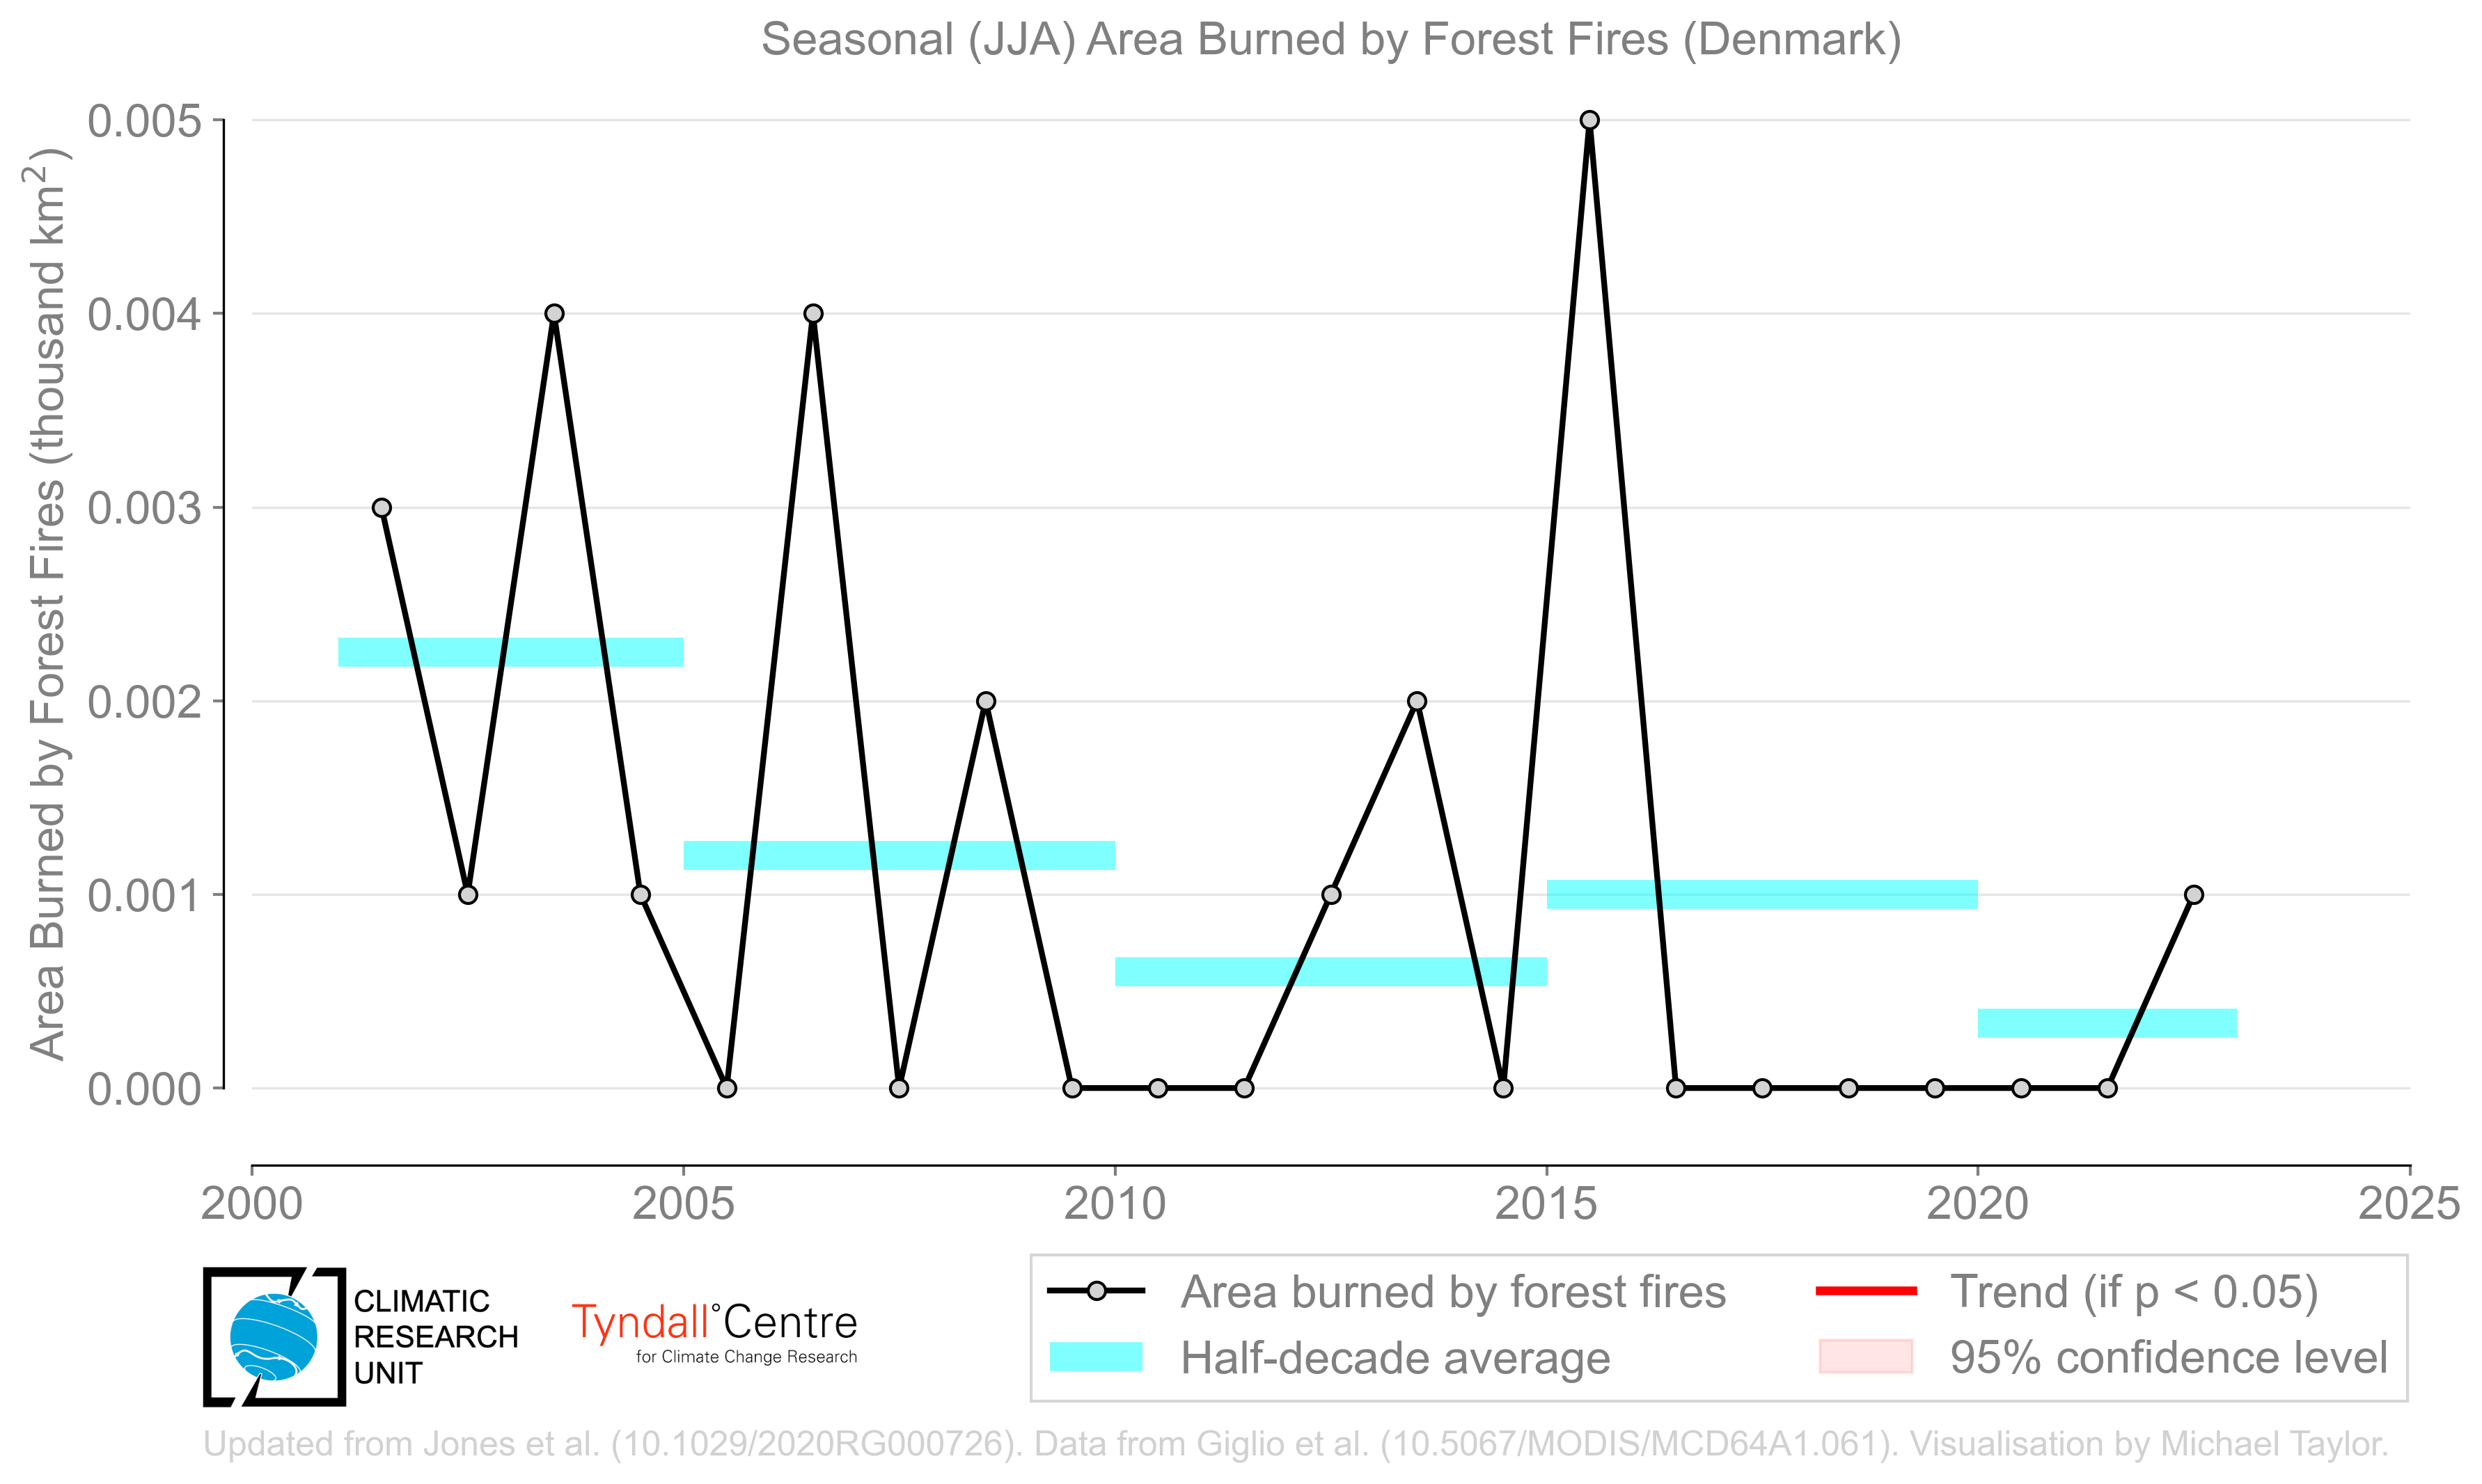 Seasonal (JJA) Area Burned by Forest Fires (Denmark)
Area Burned by Forest Fires (thousand km²)
0.005
0.004
0.003
0.002
0.001
0.000
2000 2005 2010 2015 2020 2025
CLIMATIC
RESEARCH
UNIT
Tyndall°Centre
for Climate Change Research
Area burned by forest fires
Half-decade average
Trend (if p < 0.05)
95% confidence level
Updated from Jones et al. (10.1029/2020RG000726). Data from Giglio et al. (10.5067/MODIS/MCD64A1.061). Visualisation by Michael Taylor.